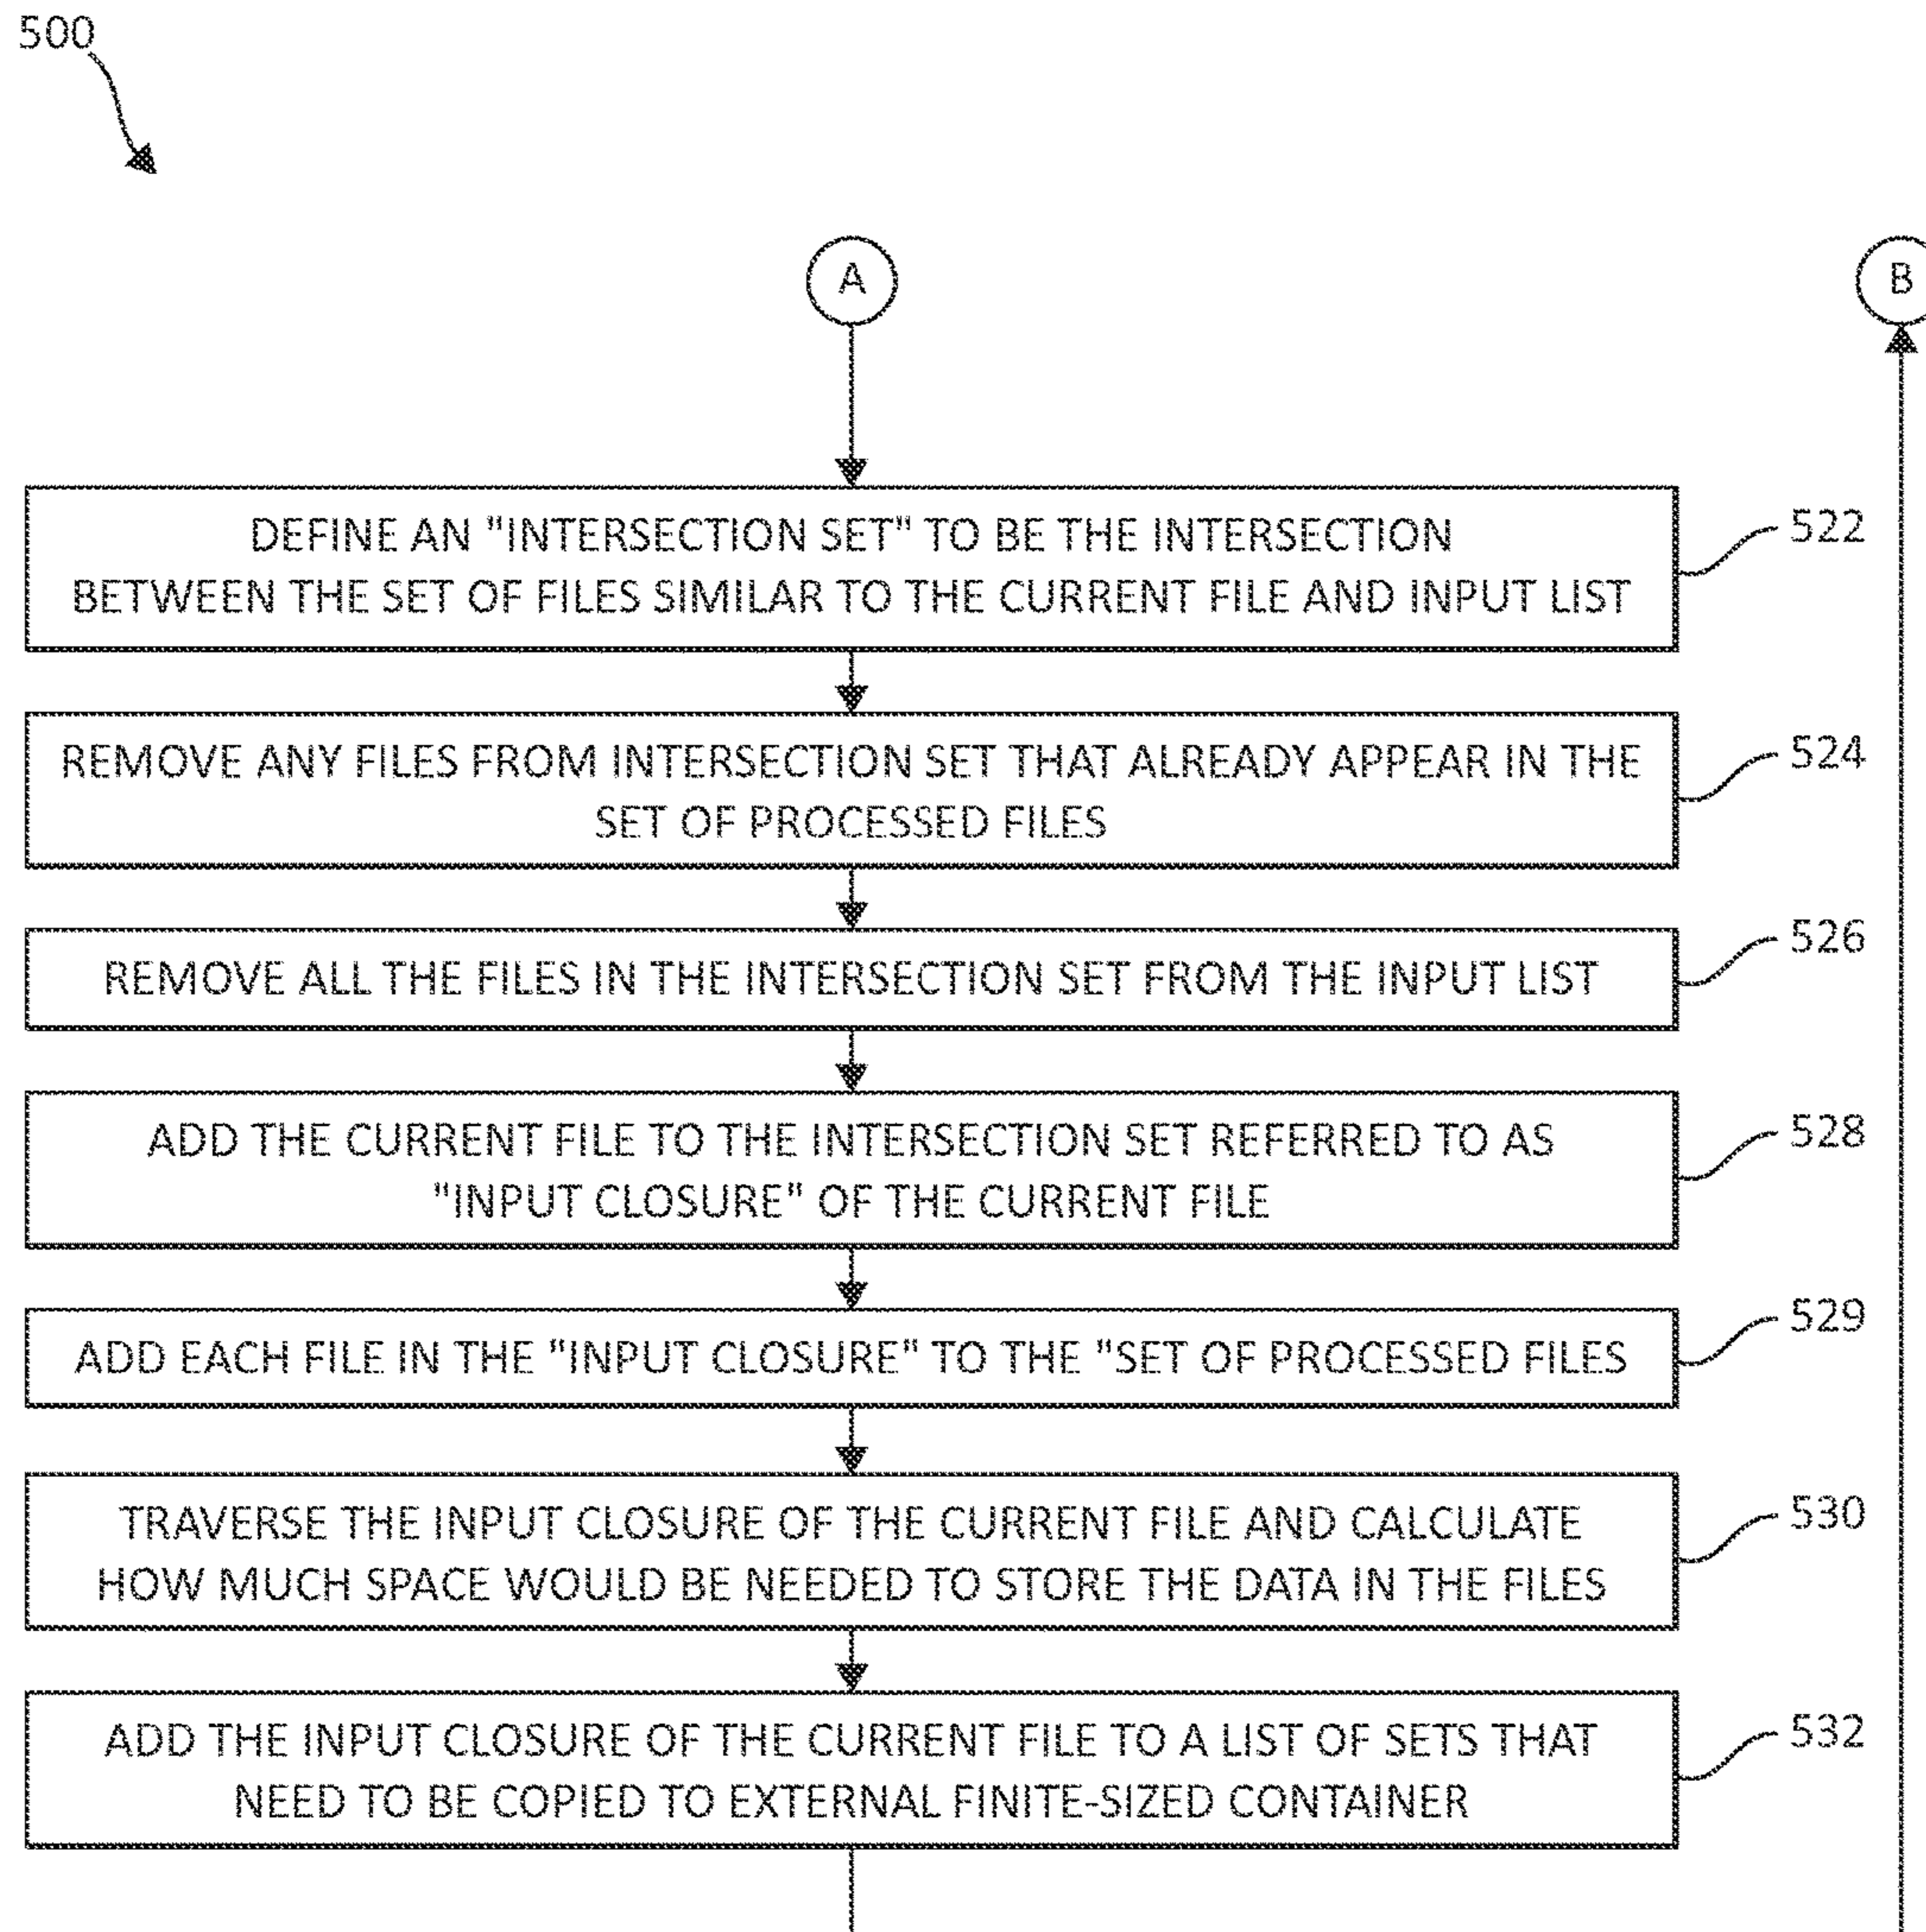 500
A
B
DEFINE AN "INTERSECTION SET" TO BE THE INTERSECTION
BETWEEN THE SET OF FILES SIMILAR TO THE CURRENT FILE AND INPUT LIST
522
REMOVE ANY FILES FROM INTERSECTION SET THAT ALREADY APPEAR IN THE
SET OF PROCESSED FILES
524
REMOVE ALL THE FILES IN THE INTERSECTION SET FROM THE INPUT LIST
526
ADD THE CURRENT FILE TO THE INTERSECTION SET REFERRED TO AS
"INPUT CLOSURE" OF THE CURRENT FILE
528
ADD EACH FILE IN THE "INPUT CLOSURE" TO THE "SET OF PROCESSED FILES
529
TRAVERSE THE INPUT CLOSURE OF THE CURRENT FILE AND CALCULATE
HOW MUCH SPACE WOULD BE NEEDED TO STORE THE DATA IN THE FILES
530
ADD THE INPUT CLOSURE OF THE CURRENT FILE TO A LIST OF SETS THAT
NEED TO BE COPIED TO EXTERNAL FINITE-SIZED CONTAINER
532